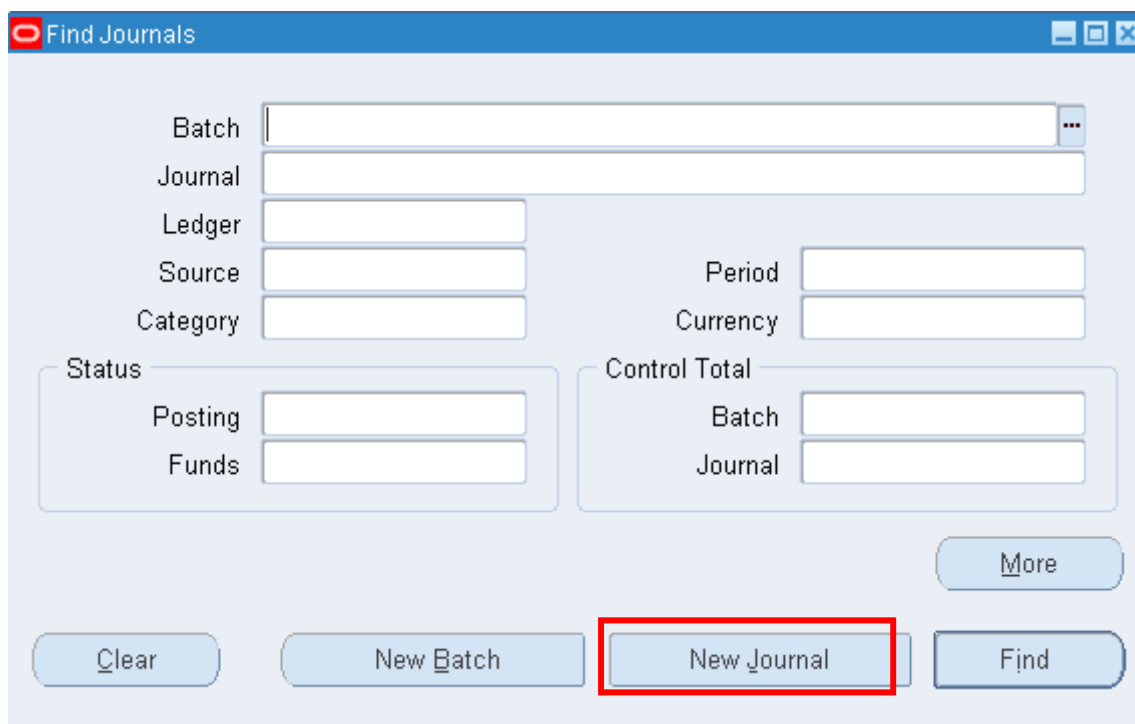 Find Journals
Batch
Journal
Ledger
Source Period
Category Currency
Status Control Total
Posting Batch
Funds Journal
More
Clear New Batch New Journal Find